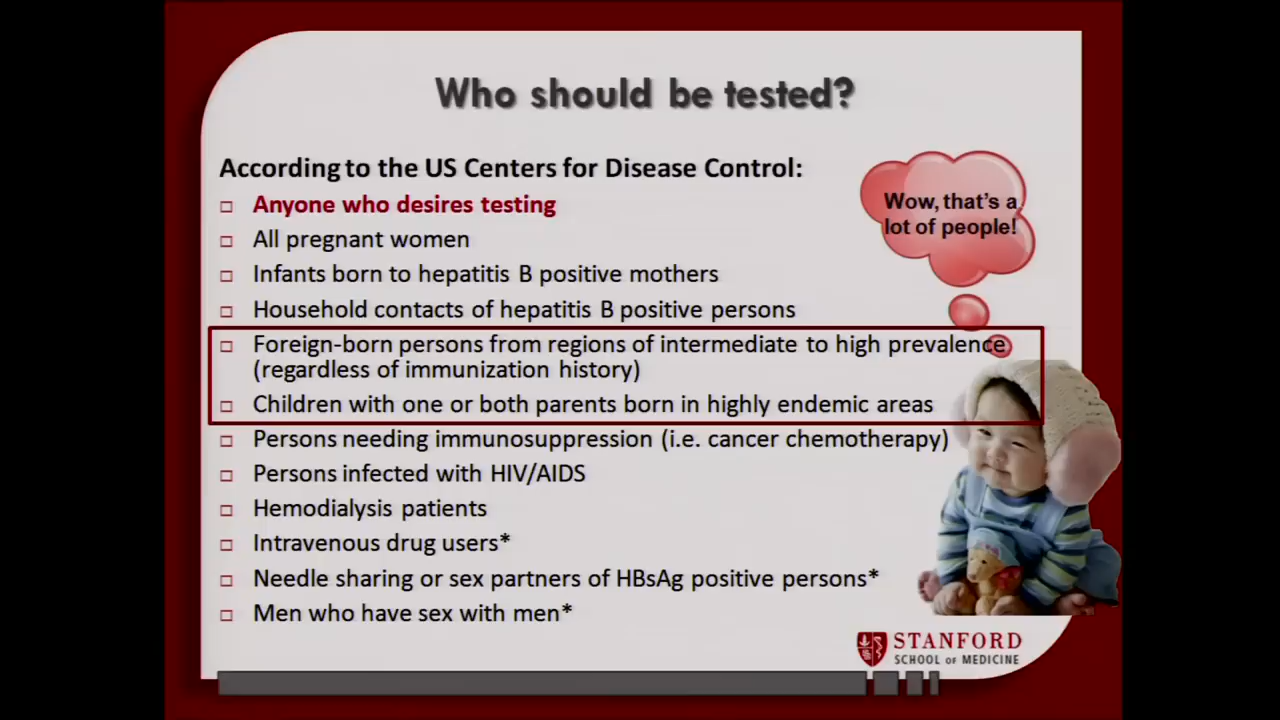 Who should be tested?
According to the US Centers for Disease Control:
Anyone who desires testing
All pregnant women
Infants born to hepatitis B positive mothers
Household contacts of hepatitis B positive persons
Foreign-born persons from regions of intermediate to high prevalence
(regardless of immunization history)
Children with one or both parents born in highly endemic areas
Persons needing immunosuppression (i.e. cancer chemotherapy)
Persons infected with HIV/AIDS
Hemodialysis patients
Intravenous drug users*
Needle sharing or sex partners of HBsAg positive persons*
Men who have sex with men*
Wow, that's a
lot of people!
STANFORD
SCHOOL OF MEDICINE